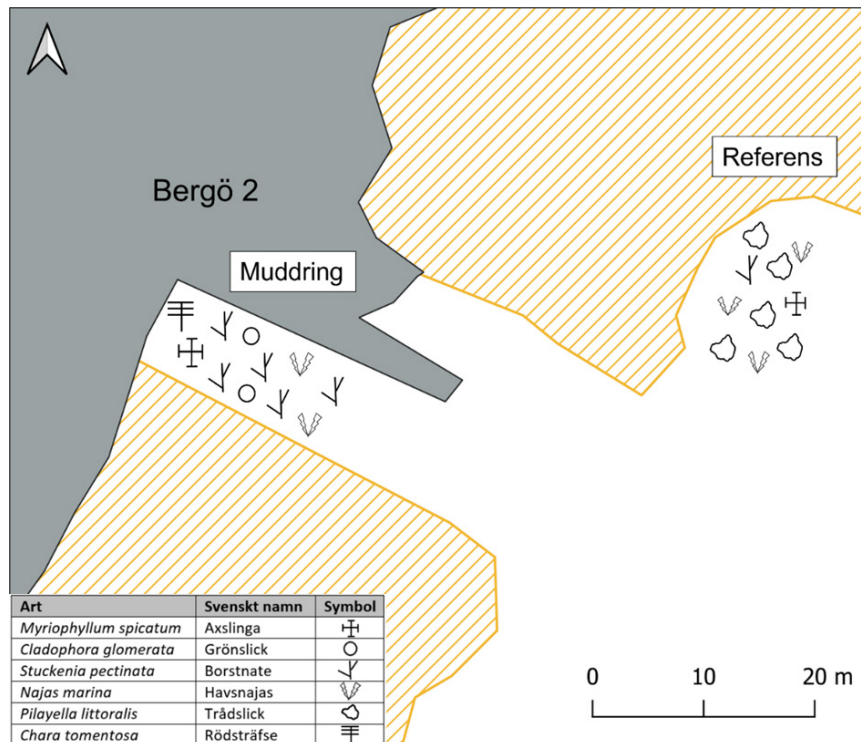 Referens
Bergö 2
Muddring
Art Svenskt namn Symbol
Myriophyllum spicatum Axslinga
Cladophora glomerata Grönslick
Stuckenia pectinata Borstnate
Najas marina Havsnajas
Pilayella littoralis Trådslick
Chara tomentosa Rödsträfse
0 10 20 m